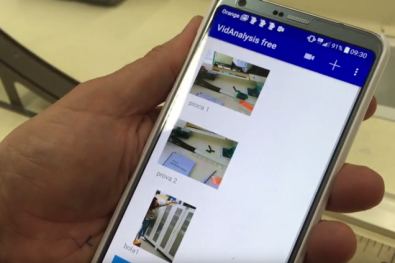 Orange
91% 09:30
VidAnalysis free
prova 1
prova 2